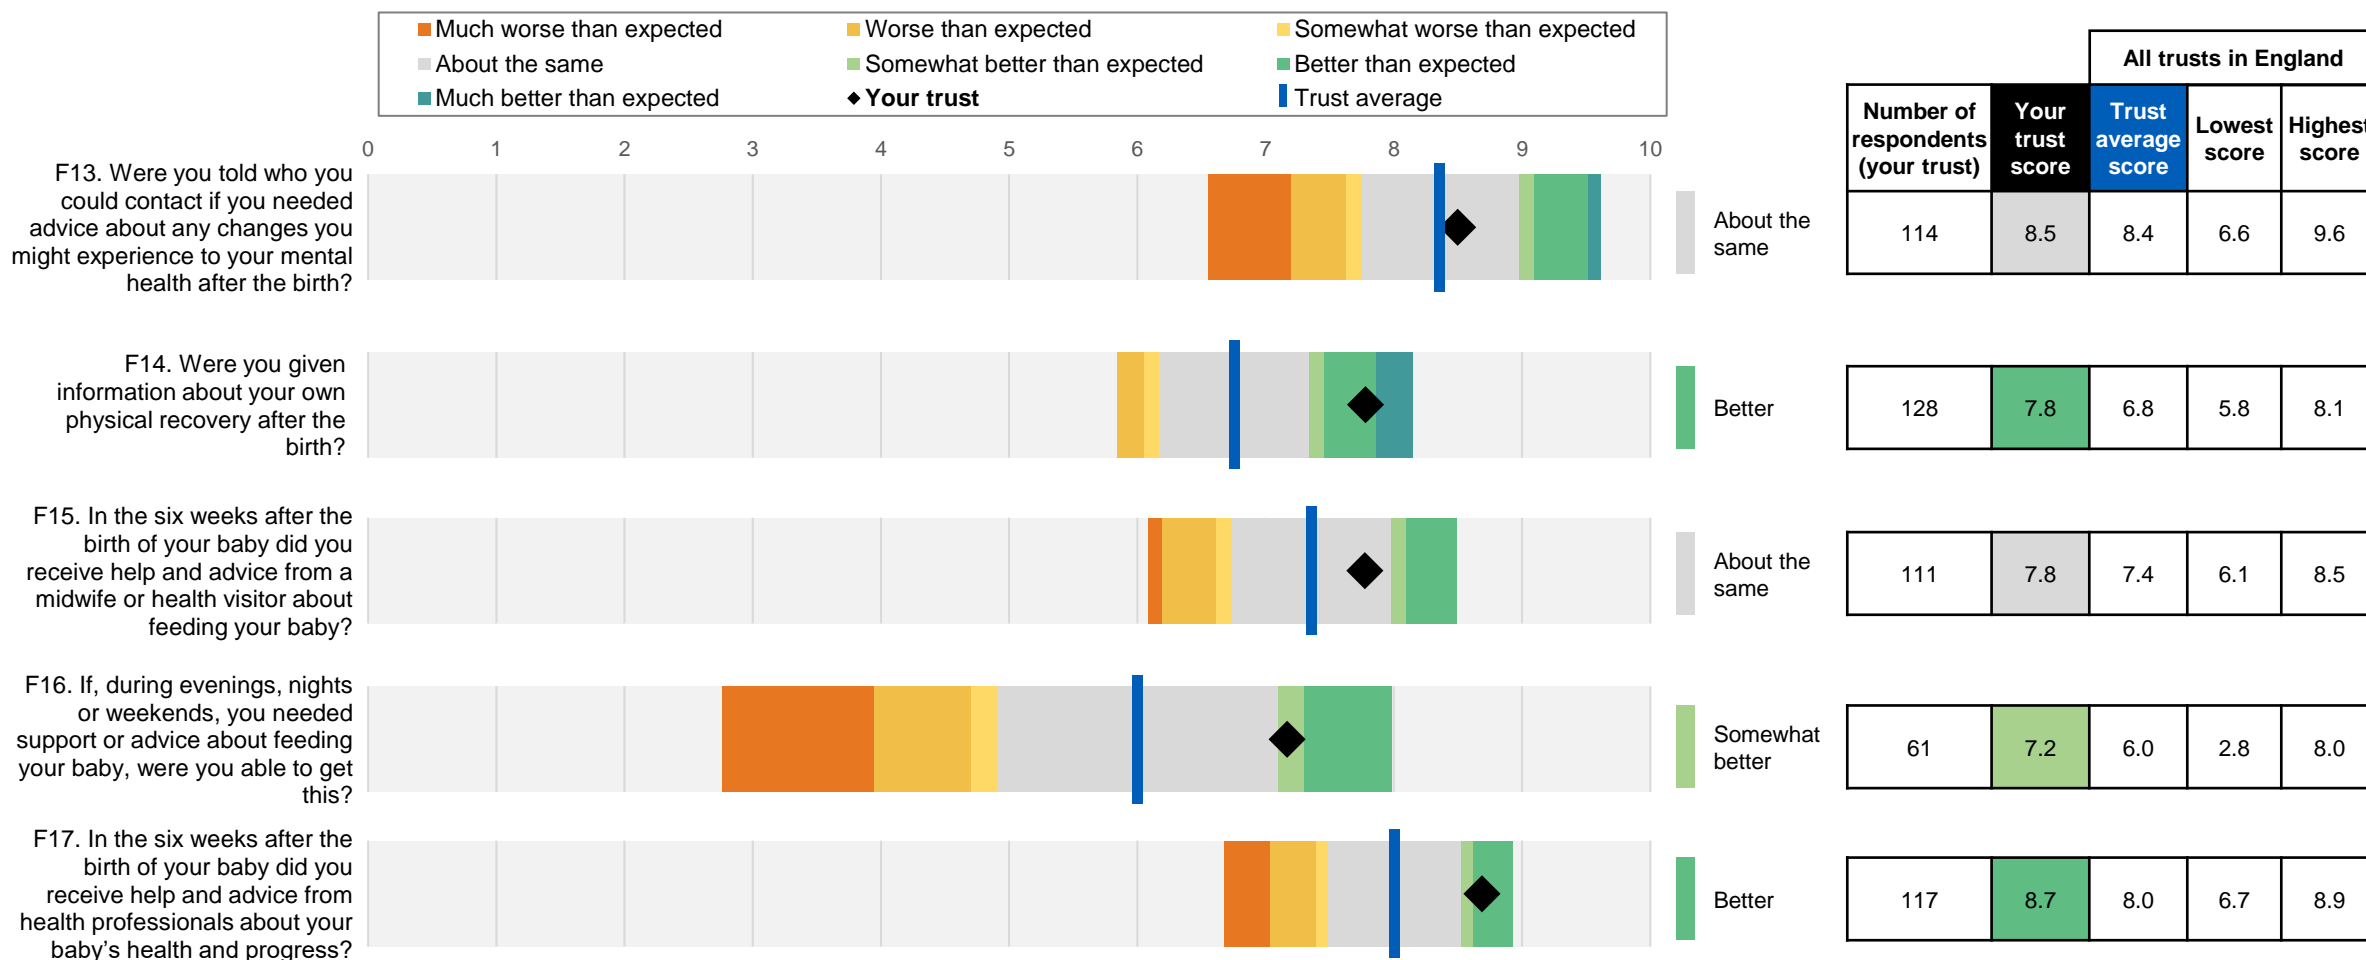 Much worse than expected
Worse than expected
Somewhat worse than expected
About the same
Somewhat better than expected
Better than expected
Much better than expected
Your trust
Trust average
All trusts in England
Number of
respondents
(your trust)
Your
trust
score
Trust
average
score
Lowest
score
Highest
score
0 1 2 3 4 5 6 7 8 9 10
F13. Were you told who you
could contact if you needed
advice about any changes you
might experience to your mental
health after the birth?
About the
same
114 8.5 8.4 6.6 9.6
F14. Were you given
information about your own
physical recovery after the
birth?
Better
128 7.8 6.8 5.8 8.1
F15. In the six weeks after the
birth of your baby did you
receive help and advice from a
midwife or health visitor about
feeding your baby?
About the
same
111 7.8 7.4 6.1 8.5
F16. If, during evenings, nights
or weekends, you needed
support or advice about feeding
your baby, were you able to get
this?
Somewhat
better
61 7.2 6.0 2.8 8.0
F17. In the six weeks after the
birth of your baby did you
receive help and advice from
health professionals about your
baby’s health and progress?
Better
117 8.7 8.0 6.7 8.9